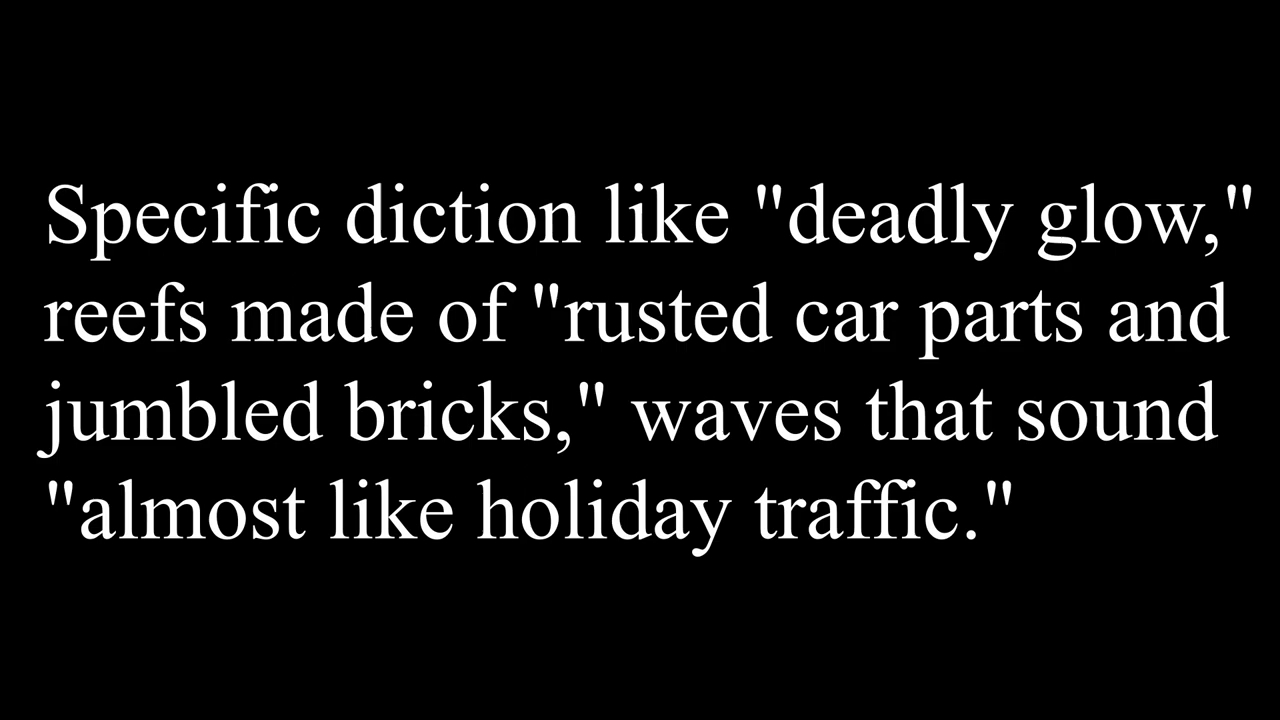 Specific diction like "deadly glow,"
reefs made of "rusted car parts and
jumbled bricks," waves that sound
"almost like holiday traffic."